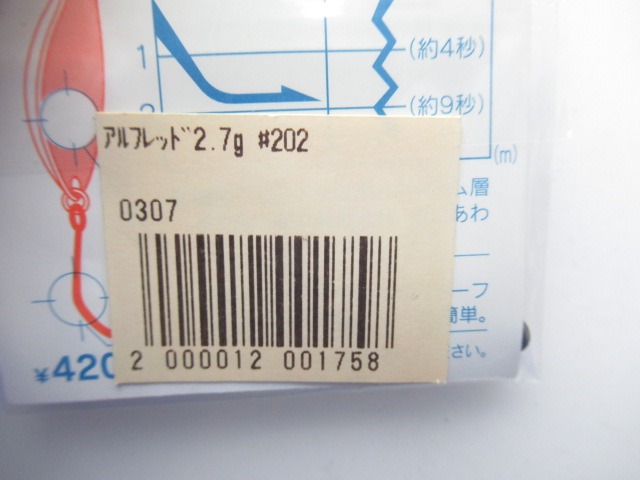 1
(約4秒)
(約9秒)
(m)
アルフレッド2.7g #202
0307
2 000012 001758
ム層
あわ
ーフ
簡単。
さい。
¥420